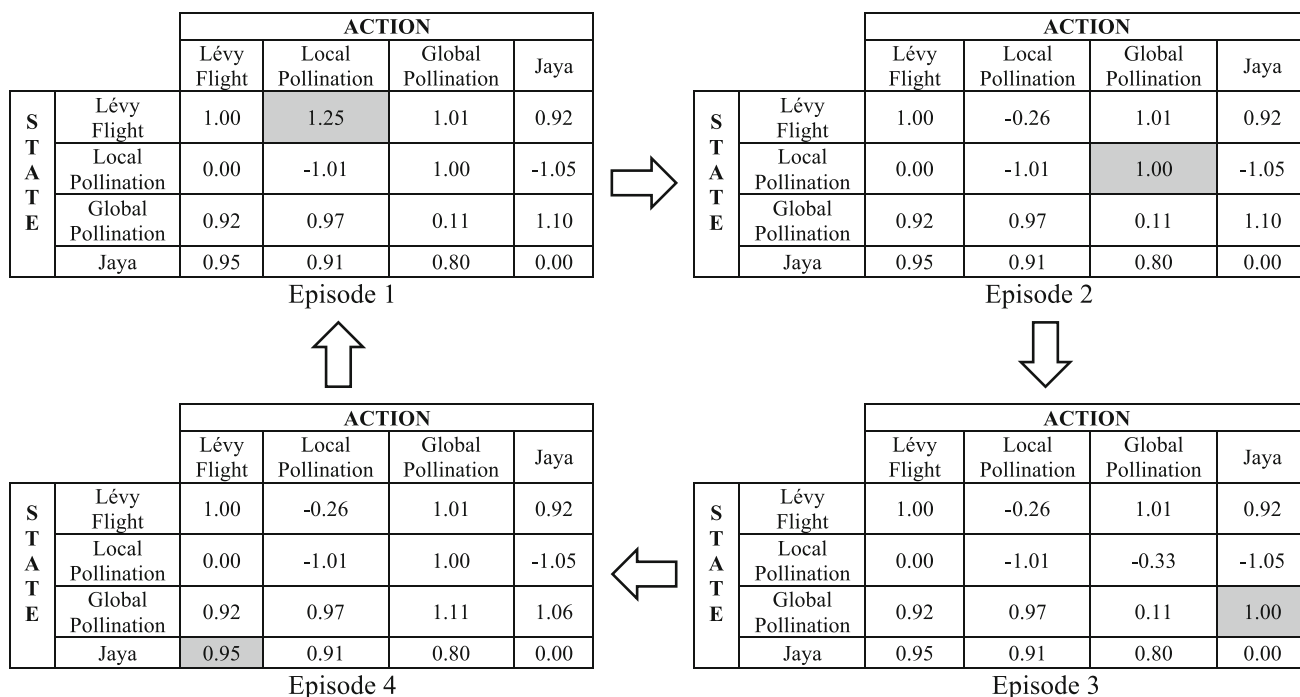 ACTION
Lévy Flight Local Pollination Global Pollination Jaya
STATE
Lévy Flight 1.00 1.25 1.01 0.92
Local Pollination 0.00 -1.01 1.00 -1.05
Global Pollination 0.92 0.97 0.11 1.10
Jaya 0.95 0.91 0.80 0.00
Episode 1
ACTION
Lévy Flight Local Pollination Global Pollination Jaya
STATE
Lévy Flight 1.00 -0.26 1.01 0.92
Local Pollination 0.00 -1.01 1.00 -1.05
Global Pollination 0.92 0.97 0.11 1.10
Jaya 0.95 0.91 0.80 0.00
Episode 2
ACTION
Lévy Flight Local Pollination Global Pollination Jaya
STATE
Lévy Flight 1.00 -0.26 1.01 0.92
Local Pollination 0.00 -1.01 1.00 -1.05
Global Pollination 0.92 0.97 1.11 1.06
Jaya 0.95 0.91 0.80 0.00
Episode 4
ACTION
Lévy Flight Local Pollination Global Pollination Jaya
STATE
Lévy Flight 1.00 -0.26 1.01 0.92
Local Pollination 0.00 -1.01 -0.33 -1.05
Global Pollination 0.92 0.97 0.11 1.00
Jaya 0.95 0.91 0.80 0.00
Episode 3